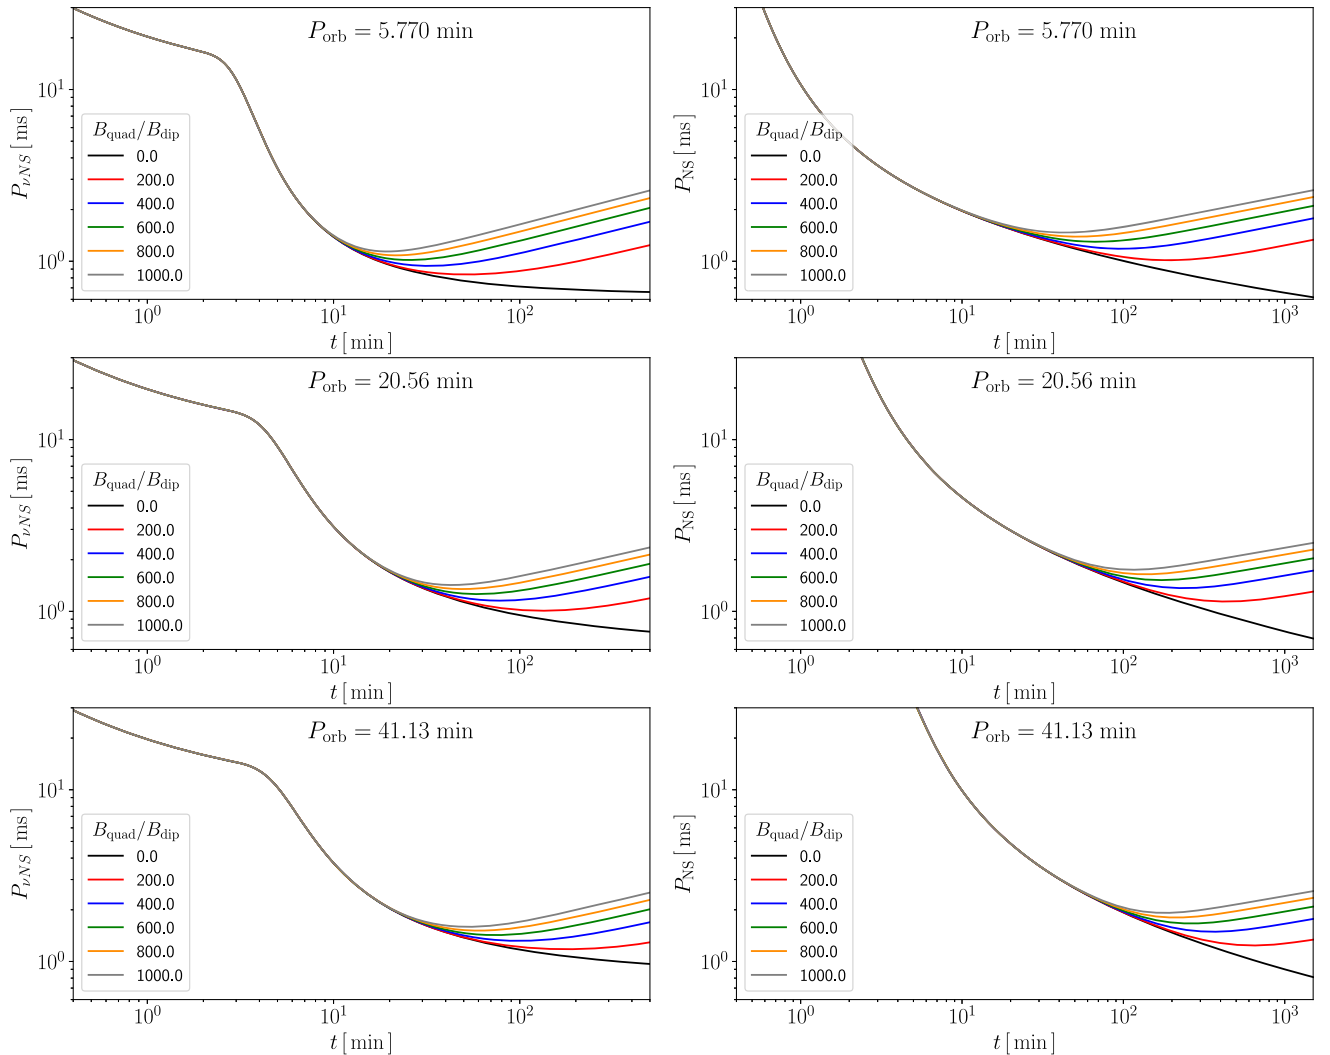 P_orb = 5.770 min
P_νNS [ms]
10^1
10^0
B_quad/B_dip
0.0
200.0
400.0
600.0
800.0
1000.0
10^0 10^1 10^2
t [min]
P_orb = 5.770 min
P_NS [ms]
10^1
10^0
B_quad/B_dip
0.0
200.0
400.0
600.0
800.0
1000.0
10^0 10^1 10^2 10^3
t [min]
P_orb = 20.56 min
P_νNS [ms]
10^1
10^0
B_quad/B_dip
0.0
200.0
400.0
600.0
800.0
1000.0
10^0 10^1 10^2
t [min]
P_orb = 20.56 min
P_NS [ms]
10^1
10^0
B_quad/B_dip
0.0
200.0
400.0
600.0
800.0
1000.0
10^0 10^1 10^2 10^3
t [min]
P_orb = 41.13 min
P_νNS [ms]
10^1
10^0
B_quad/B_dip
0.0
200.0
400.0
600.0
800.0
1000.0
10^0 10^1 10^2
t [min]
P_orb = 41.13 min
P_NS [ms]
10^1
10^0
B_quad/B_dip
0.0
200.0
400.0
600.0
800.0
1000.0
10^0 10^1 10^2 10^3
t [min]